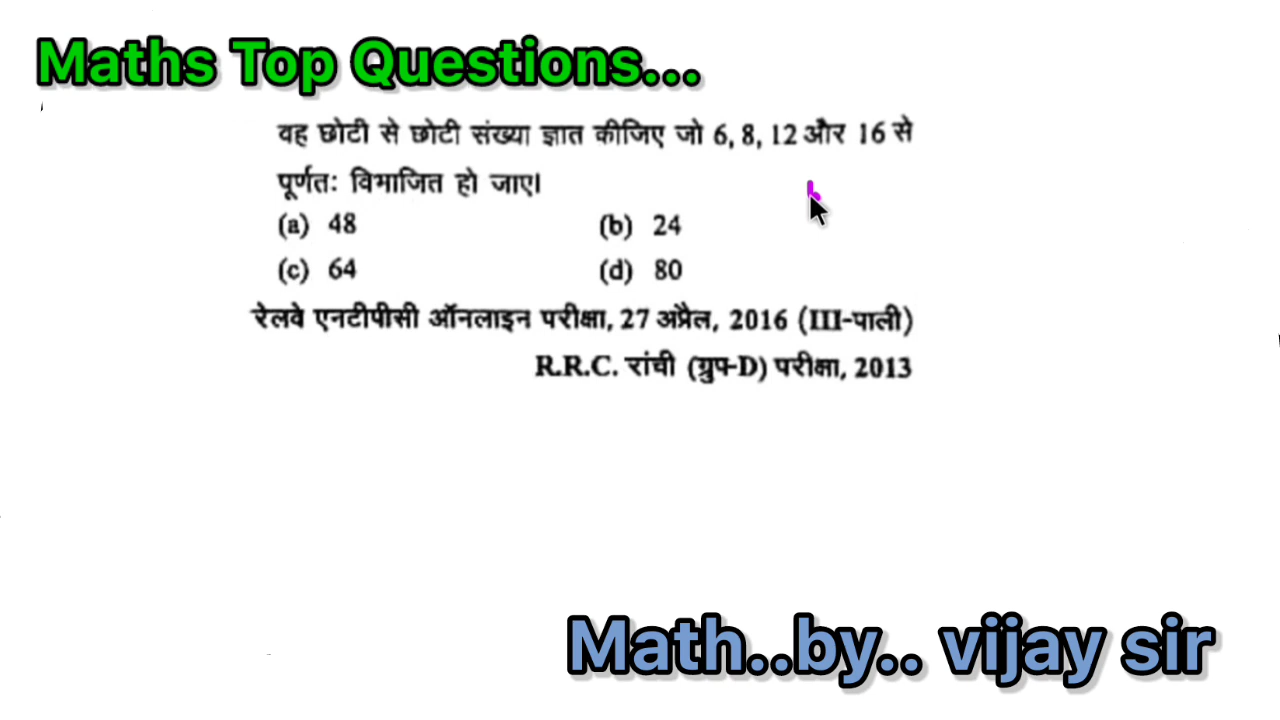 Maths Top Questions...
वह छोटी से छोटी संख्या ज्ञात कीजिए जो 6, 8, 12 और 16 से
पूर्णतः विभाजित हो जाए।
(a) 48 (b) 24
(c) 64 (d) 80
रेलवे एनटीपीसी ऑनलाइन परीक्षा, 27 अप्रैल, 2016 (III-पाली)
R.R.C. रांची (ग्रुप-D) परीक्षा, 2013
Math..by.. vijay sir